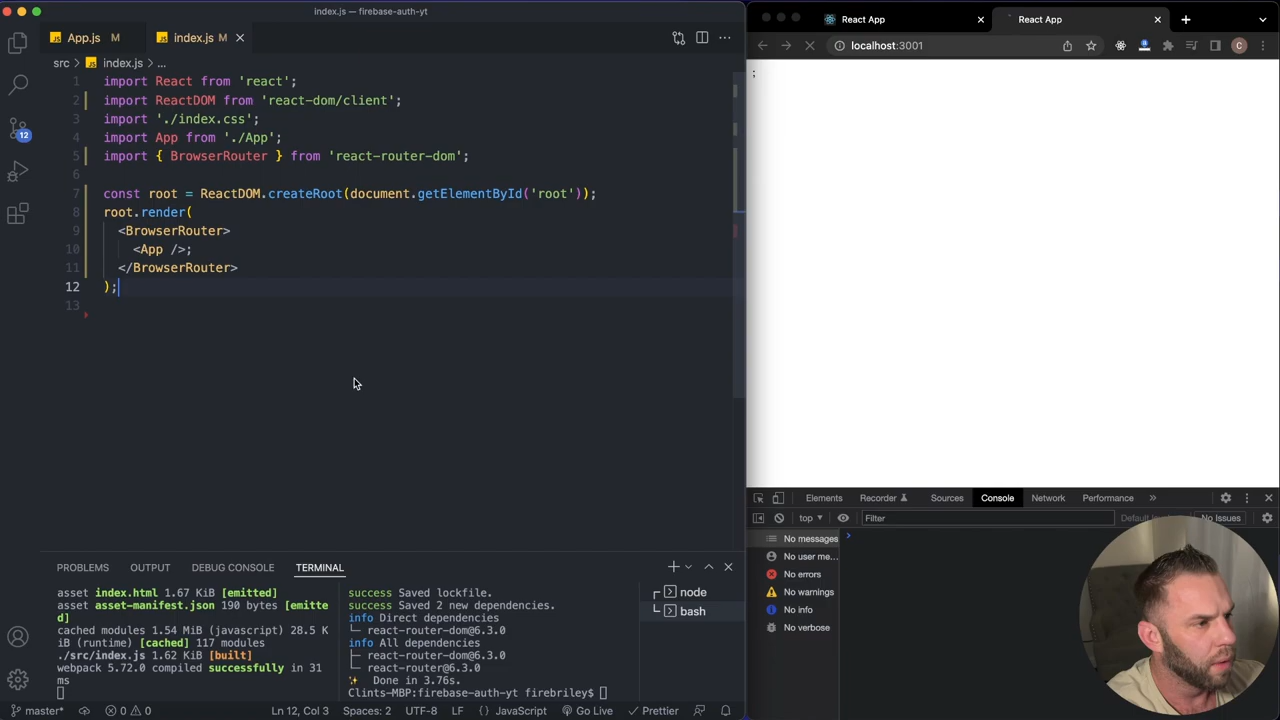 index.js — firebase-auth-yt
App.js M
index.js M
src > index.js > ...
1 import React from 'react';
2 import ReactDOM from 'react-dom/client';
3 import './index.css';
4 import App from './App';
5 import { BrowserRouter } from 'react-router-dom';
6
7 const root = ReactDOM.createRoot(document.getElementById('root'));
8 root.render(
9 <BrowserRouter>
10 <App />;
11 </BrowserRouter>
12 );
13
12
PROBLEMS OUTPUT DEBUG CONSOLE TERMINAL
asset index.html 1.67 KiB [emitted]
asset asset-manifest.json 190 bytes [emitte
d]
cached modules 1.54 MiB (javascript) 28.5 K
iB (runtime) [cached] 117 modules
./src/index.js 1.62 KiB [built]
webpack 5.72.0 compiled successfully in 31
ms
success Saved lockfile.
success Saved 2 new dependencies.
info Direct dependencies
└─ react-router-dom@6.3.0
info All dependencies
├─ react-router-dom@6.3.0
└─ react-router@6.3.0
✨ Done in 3.76s.
Clints-MBP:firebase-auth-yt firebriley$
node
bash
master* 0 0 Ln 12, Col 3 Spaces: 2 UTF-8 LF {} JavaScript Go Live Prettier
React App
React App
localhost:3001
C
;
Elements Recorder Sources Console Network Performance »
top Filter No Issues
No messages
No user me...
No errors
No warnings
No info
No verbose